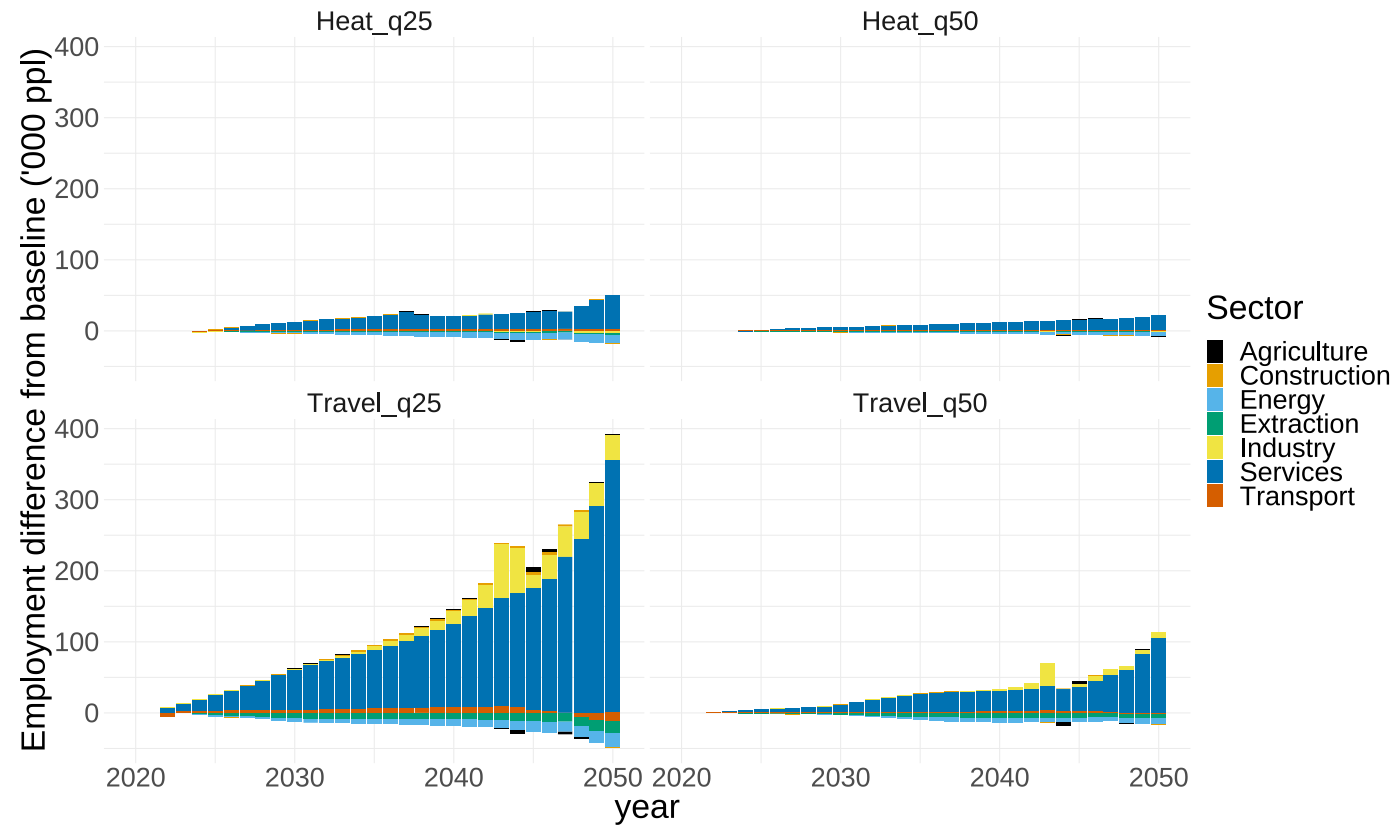 Heat_q25
Heat_q50
400
300
200
100
0
Travel_q25
Travel_q50
400
300
200
100
0
2020
2030
2040
2050
2020
2030
2040
2050
year
Employment difference from baseline ('000 ppl)
Sector
Agriculture
Construction
Energy
Extraction
Industry
Services
Transport